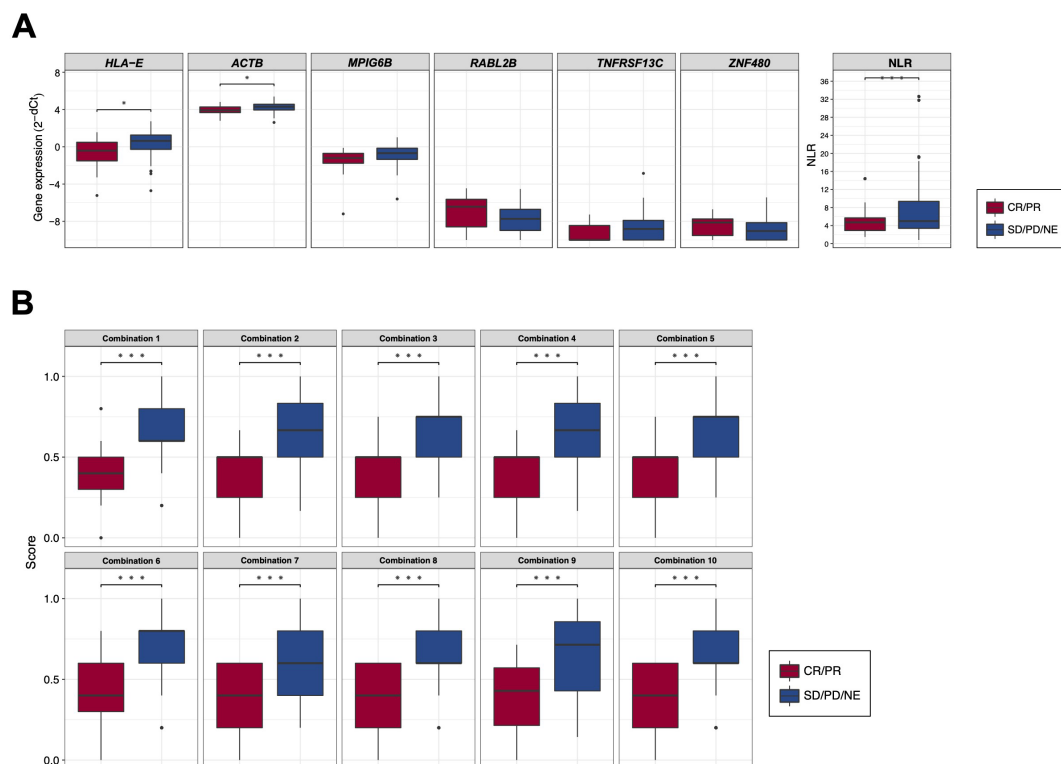 A
HLA−E ACTB MPIG6B RABL2B TNFRSF13C ZNF480 NLR
Gene expression (2−dCt)
8
4
0
−4
−8
* *
NLR
36
32
28
24
20
16
12
8
4
0
***
CR/PR
SD/PD/NE
B
Combination 1 Combination 2 Combination 3 Combination 4 Combination 5
*** *** *** *** ***
1.0
0.5
0.0
Score
Combination 6 Combination 7 Combination 8 Combination 9 Combination 10
*** *** *** *** ***
1.0
0.5
0.0
CR/PR
SD/PD/NE